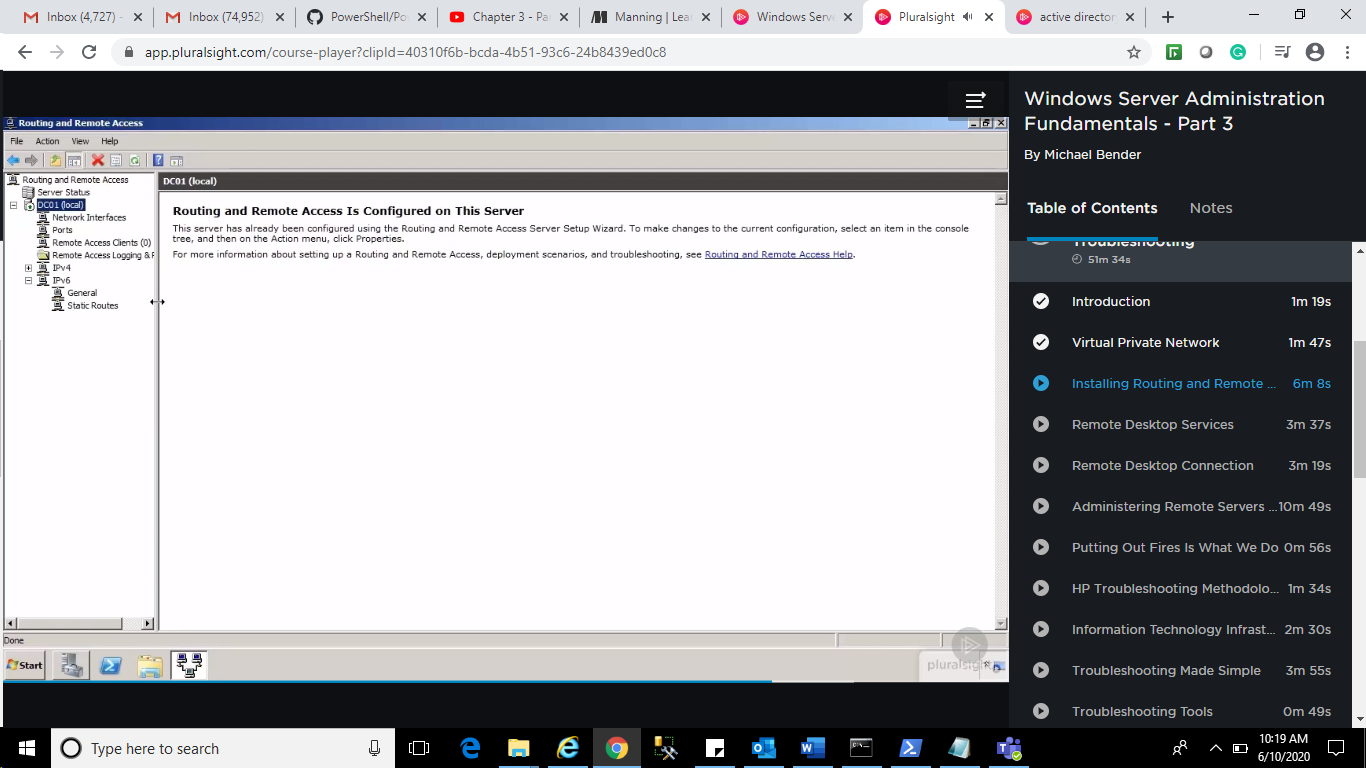 Inbox (4,727) -
Inbox (74,952)
PowerShell/Po
Chapter 3 - Pa
Manning | Lea
Windows Serv
Pluralsight
active director
app.pluralsight.com/course-player?clipId=40310f6b-bcda-4b51-93c6-24b8439ed0c8
Routing and Remote Access
File Action View Help
Routing and Remote Access
Server Status
DC01 (local)
Network Interfaces
Ports
Remote Access Clients (0)
Remote Access Logging & P
IPv4
IPv6
General
Static Routes
DC01 (local)
Routing and Remote Access Is Configured on This Server
This server has already been configured using the Routing and Remote Access Server Setup Wizard. To make changes to the current configuration, select an item in the console
tree, and then on the Action menu, click Properties.
For more information about setting up a Routing and Remote Access, deployment scenarios, and troubleshooting, see Routing and Remote Access Help.
Done
Start
pluralsight
Windows Server Administration
Fundamentals - Part 3
By Michael Bender
Table of Contents
Notes
Troubleshooting
51m 34s
Introduction 1m 19s
Virtual Private Network 1m 47s
Installing Routing and Remote ... 6m 8s
Remote Desktop Services 3m 37s
Remote Desktop Connection 3m 19s
Administering Remote Servers ... 10m 49s
Putting Out Fires Is What We Do 0m 56s
HP Troubleshooting Methodolo... 1m 34s
Information Technology Infrast... 2m 30s
Troubleshooting Made Simple 3m 55s
Troubleshooting Tools 0m 49s
Type here to search
10:19 AM
6/10/2020